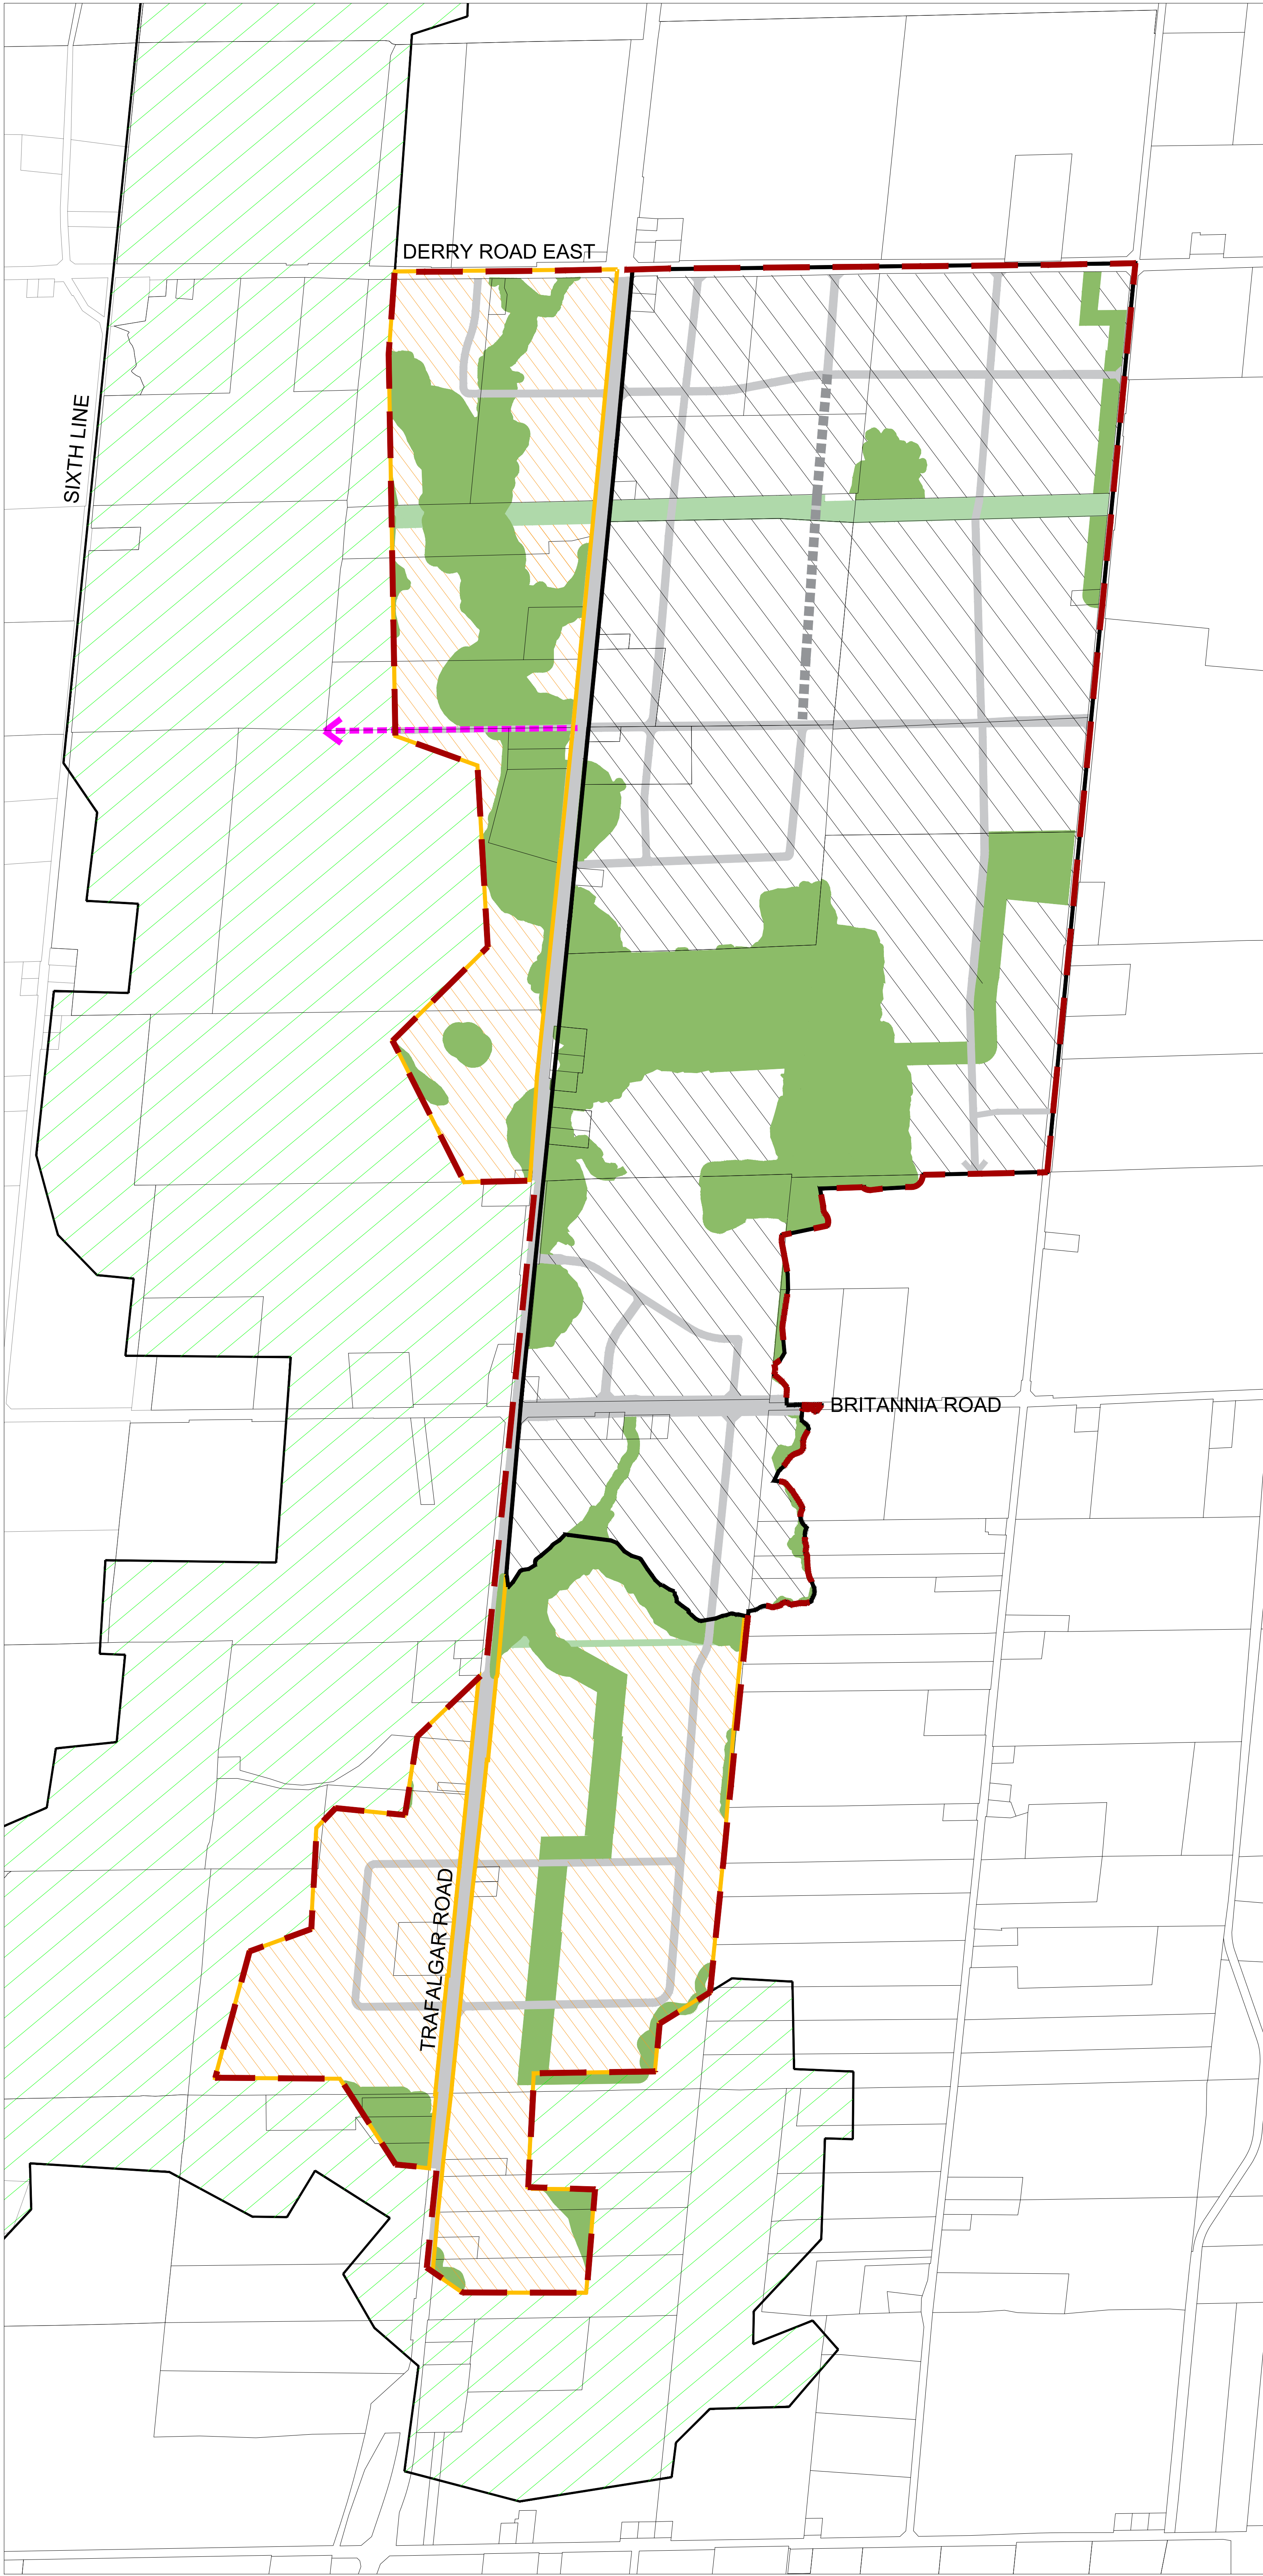 DERRY ROAD EAST
SIXTH LINE
BRITANNIA ROAD
TRAFALGAR ROAD